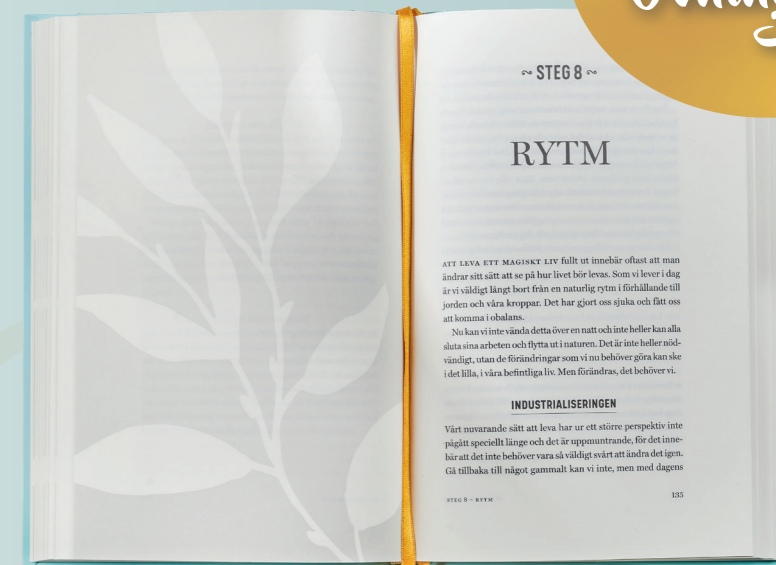 ~ STEG 8 ~
RYTM
ATT LEVA ETT MAGISKT LIV fullt ut innebär oftast att man
ändrar sitt sätt att se på hur livet bör levas. Som vi lever i dag
är vi väldigt långt bort från en naturlig rytm i förhållande till
jorden och våra kroppar. Det har gjort oss sjuka och fått oss
att komma i obalans.
Nu kan vi inte vända detta över en natt och inte heller kan alla
sluta sina arbeten och flytta ut i naturen. Det är inte heller nöd-
vändigt, utan de förändringar som vi nu behöver göra kan ske
i det lilla, i våra befintliga liv. Men förändras, det behöver vi.
INDUSTRIALISERINGEN
Vårt nuvarande sätt att leva har ur ett större perspektiv inte
pågått speciellt länge och det är uppmuntrande, för det inne-
bär att det inte behöver vara så väldigt svårt att ändra det igen.
Gå tillbaka till något gammalt kan vi inte, men med dagens
STEG 8 – RYTM 135